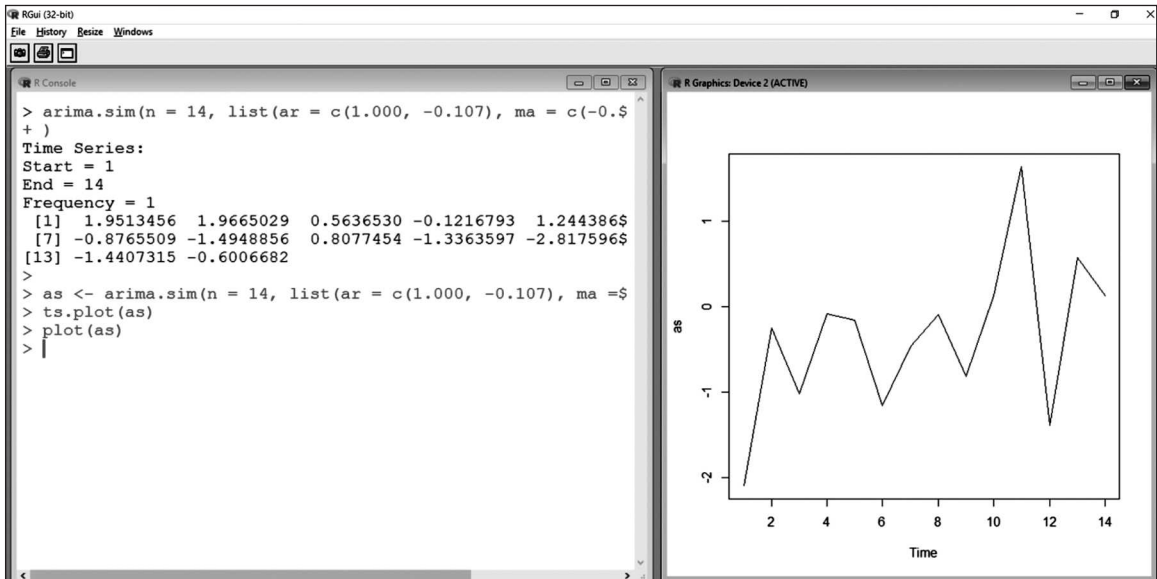 RGui (32-bit)
File History Resize Windows
R Console
> arima.sim(n = 14, list(ar = c(1.000, -0.107), ma = c(-0.$
+ )
Time Series:
Start = 1
End = 14
Frequency = 1
[1] 1.9513456 1.9665029 0.5636530 -0.1216793 1.244386$
[7] -0.8765509 -1.4948856 0.8077454 -1.3363597 -2.817596$
[13] -1.4407315 -0.6006682
>
> as <- arima.sim(n = 14, list(ar = c(1.000, -0.107), ma =$
> ts.plot(as)
> plot(as)
>
R Graphics: Device 2 (ACTIVE)
1
0
-1
-2
as
2 4 6 8 10 12 14
Time